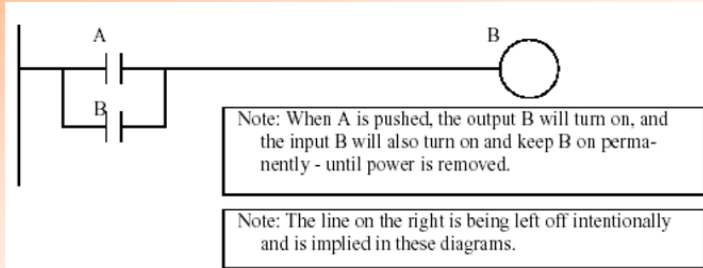 A
B
B
Note: When A is pushed, the output B will turn on, and
the input B will also turn on and keep B on perma-
nently - until power is removed.
Note: The line on the right is being left off intentionally
and is implied in these diagrams.